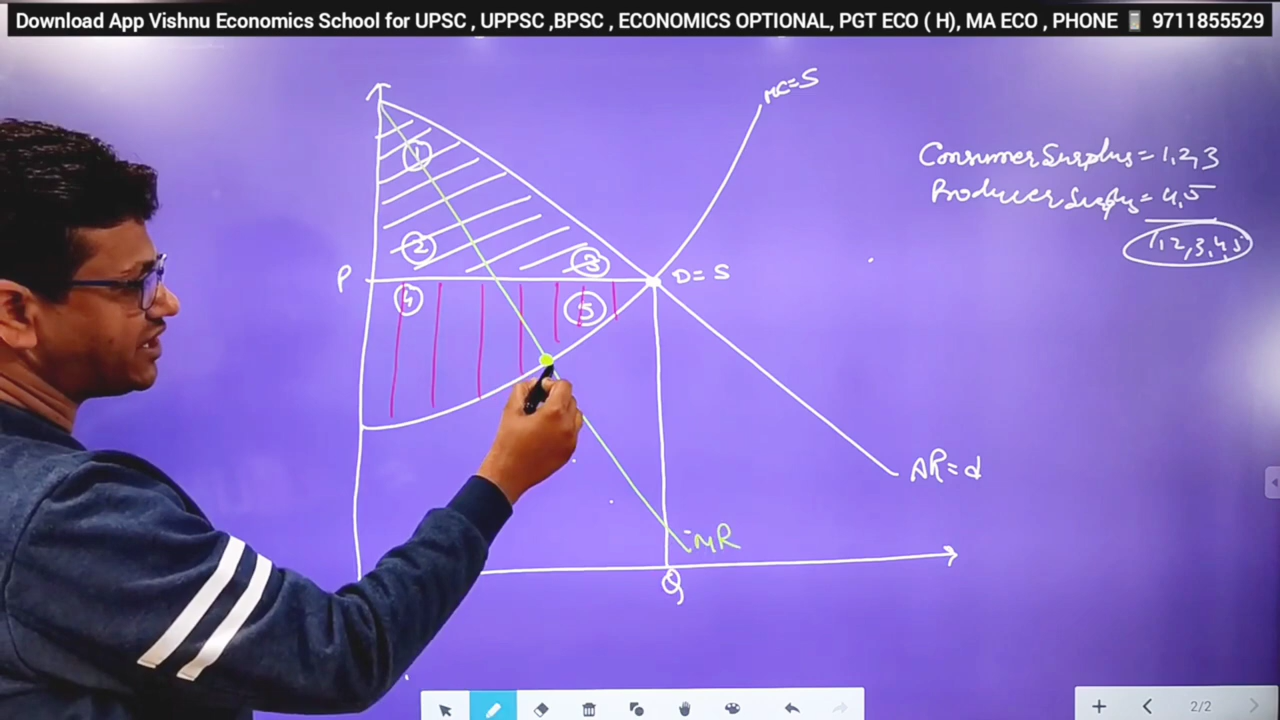 Download App Vishnu Economics School for UPSC , UPPSC ,BPSC , ECONOMICS OPTIONAL, PGT ECO ( H), MA ECO , PHONE 📱 9711855529
MC=S
Consumer Surplus = 1,2,3
Producer Surplus = 4,5
1,2,3,4,5
1
2
3
P
D=S
4
5
AR=d
MR
Q
2/2